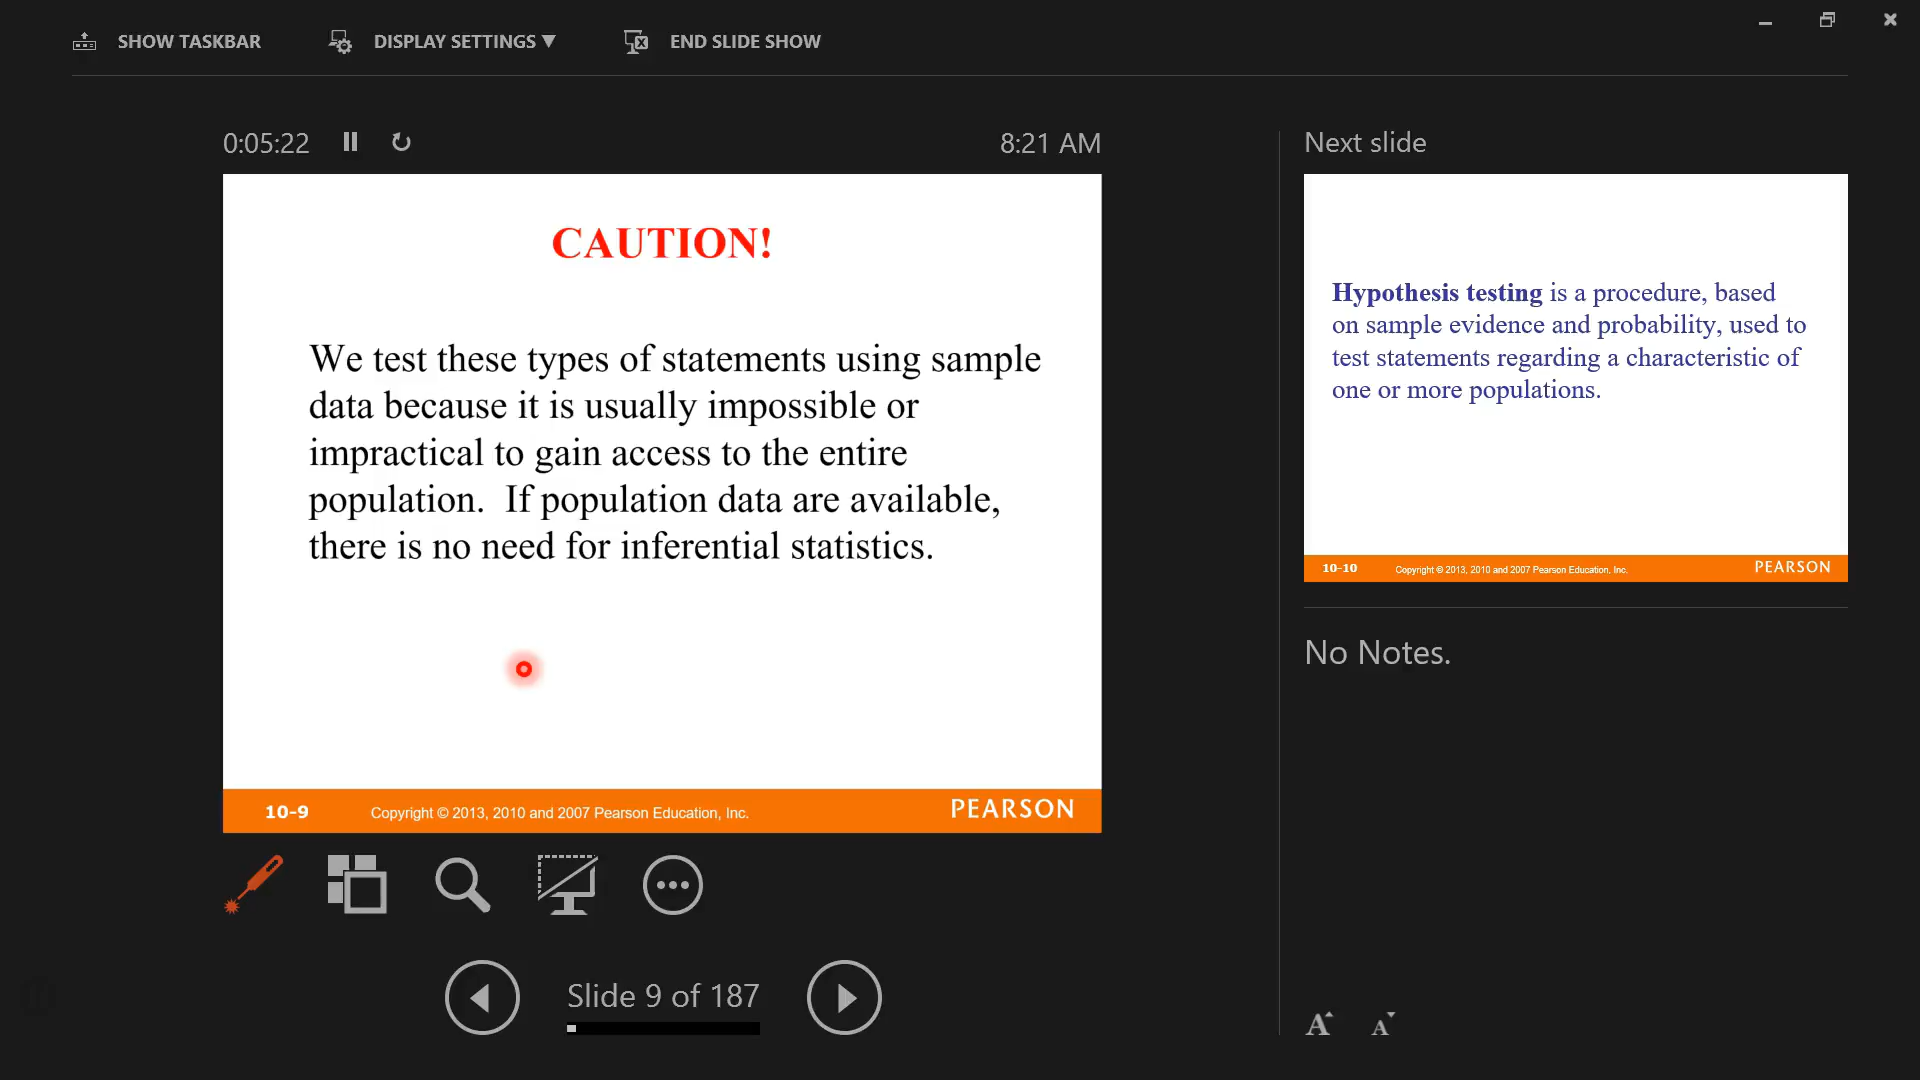 SHOW TASKBAR
DISPLAY SETTINGS ▼
END SLIDE SHOW
0:05:22
8:21 AM
CAUTION!
We test these types of statements using sample
data because it is usually impossible or
impractical to gain access to the entire
population.  If population data are available,
there is no need for inferential statistics.
10-9
Copyright © 2013, 2010 and 2007 Pearson Education, Inc.
PEARSON
Slide 9 of 187
Next slide
Hypothesis testing is a procedure, based
on sample evidence and probability, used to
test statements regarding a characteristic of
one or more populations.
10-10
Copyright © 2013, 2010 and 2007 Pearson Education, Inc.
PEARSON
No Notes.
A
A